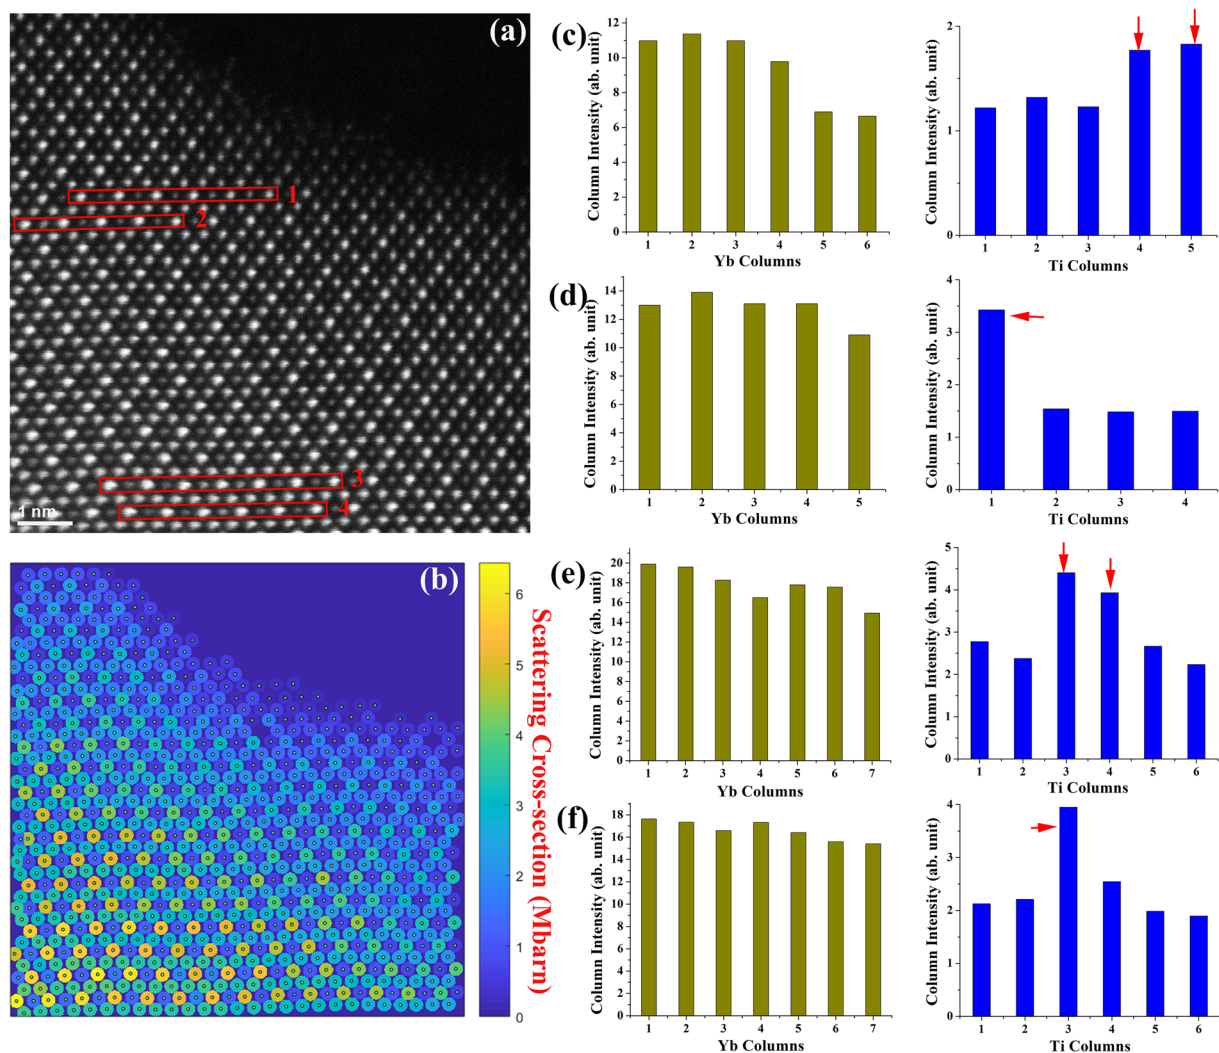 (a)
1
2
3
4
1 nm
(b)
6
5
4
3
2
1
0
Scattering Cross-section (Mbarn)
(c)
Column Intensity (ab. unit)
12
10
8
6
4
2
0
1 2 3 4 5 6
Yb Columns
Column Intensity (ab. unit)
2
1
0
1 2 3 4 5
Ti Columns
(d)
Column Intensity (ab. unit)
14
12
10
8
6
4
2
0
1 2 3 4 5
Yb Columns
Column Intensity (ab. unit)
4
3
2
1
0
1 2 3 4
Ti Columns
(e)
Column Intensity (ab. unit)
20
18
16
14
12
10
8
6
4
2
0
1 2 3 4 5 6 7
Yb Columns
Column Intensity (ab. unit)
5
4
3
2
1
0
1 2 3 4 5 6
Ti Columns
(f)
Column Intensity (ab. unit)
18
16
14
12
10
8
6
4
2
0
1 2 3 4 5 6 7
Yb Columns
Column Intensity (ab. unit)
4
3
2
1
0
1 2 3 4 5 6
Ti Columns